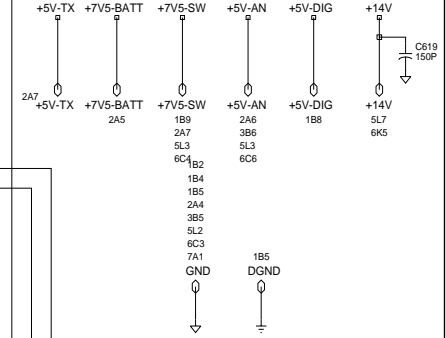 +5V-TX +7V5-BATT +7V5-SW +5V-AN +5V-DIG +14V
C619
150P
2A7
+5V-TX +7V5-BATT +7V5-SW +5V-AN +5V-DIG +14V
2A5 1B9 2A6 1B8 5L7
2A7 3B6 6K5
5L3 5L3
6C4 6C6
1B2
1B4
1B5
2A4
3B5
5L2
6C3
7A1 1B5
GND DGND